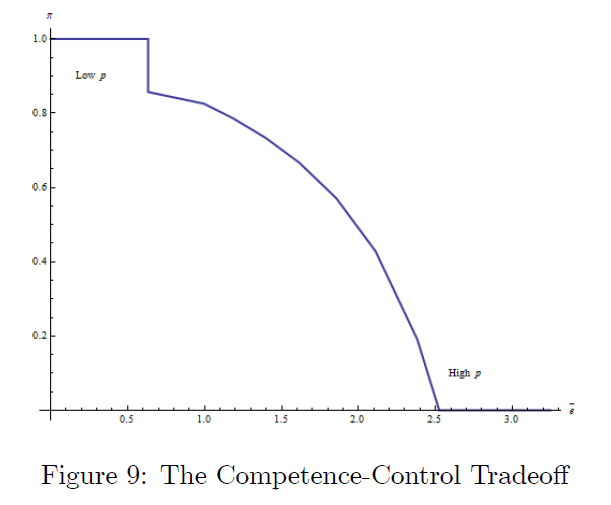 π
1.0
Low p
0.8
0.6
0.4
0.2
High p
0.5 1.0 1.5 2.0 2.5 3.0 e̅
Figure 9: The Competence-Control Tradeoff